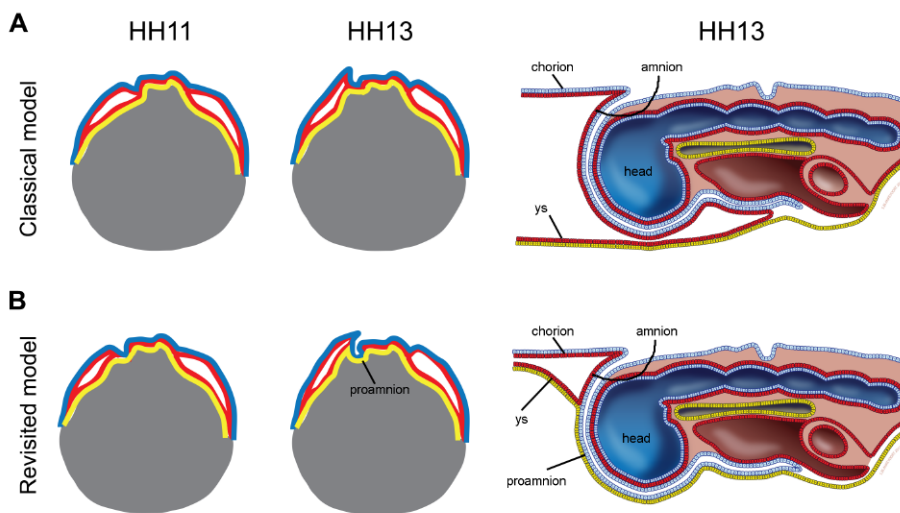 A
HH11
HH13
HH13
Classical model
chorion
amnion
head
ys
B
Revisited model
proamnion
chorion
amnion
ys
head
proamnion